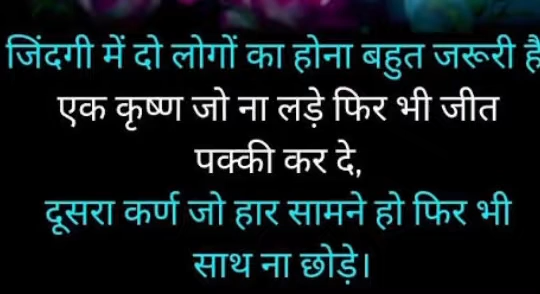 जिंदगी में दो लोगों का होना बहुत जरूरी है
एक कृष्ण जो ना लड़े फिर भी जीत
पक्की कर दे,
दूसरा कर्ण जो हार सामने हो फिर भी
साथ ना छोड़े।